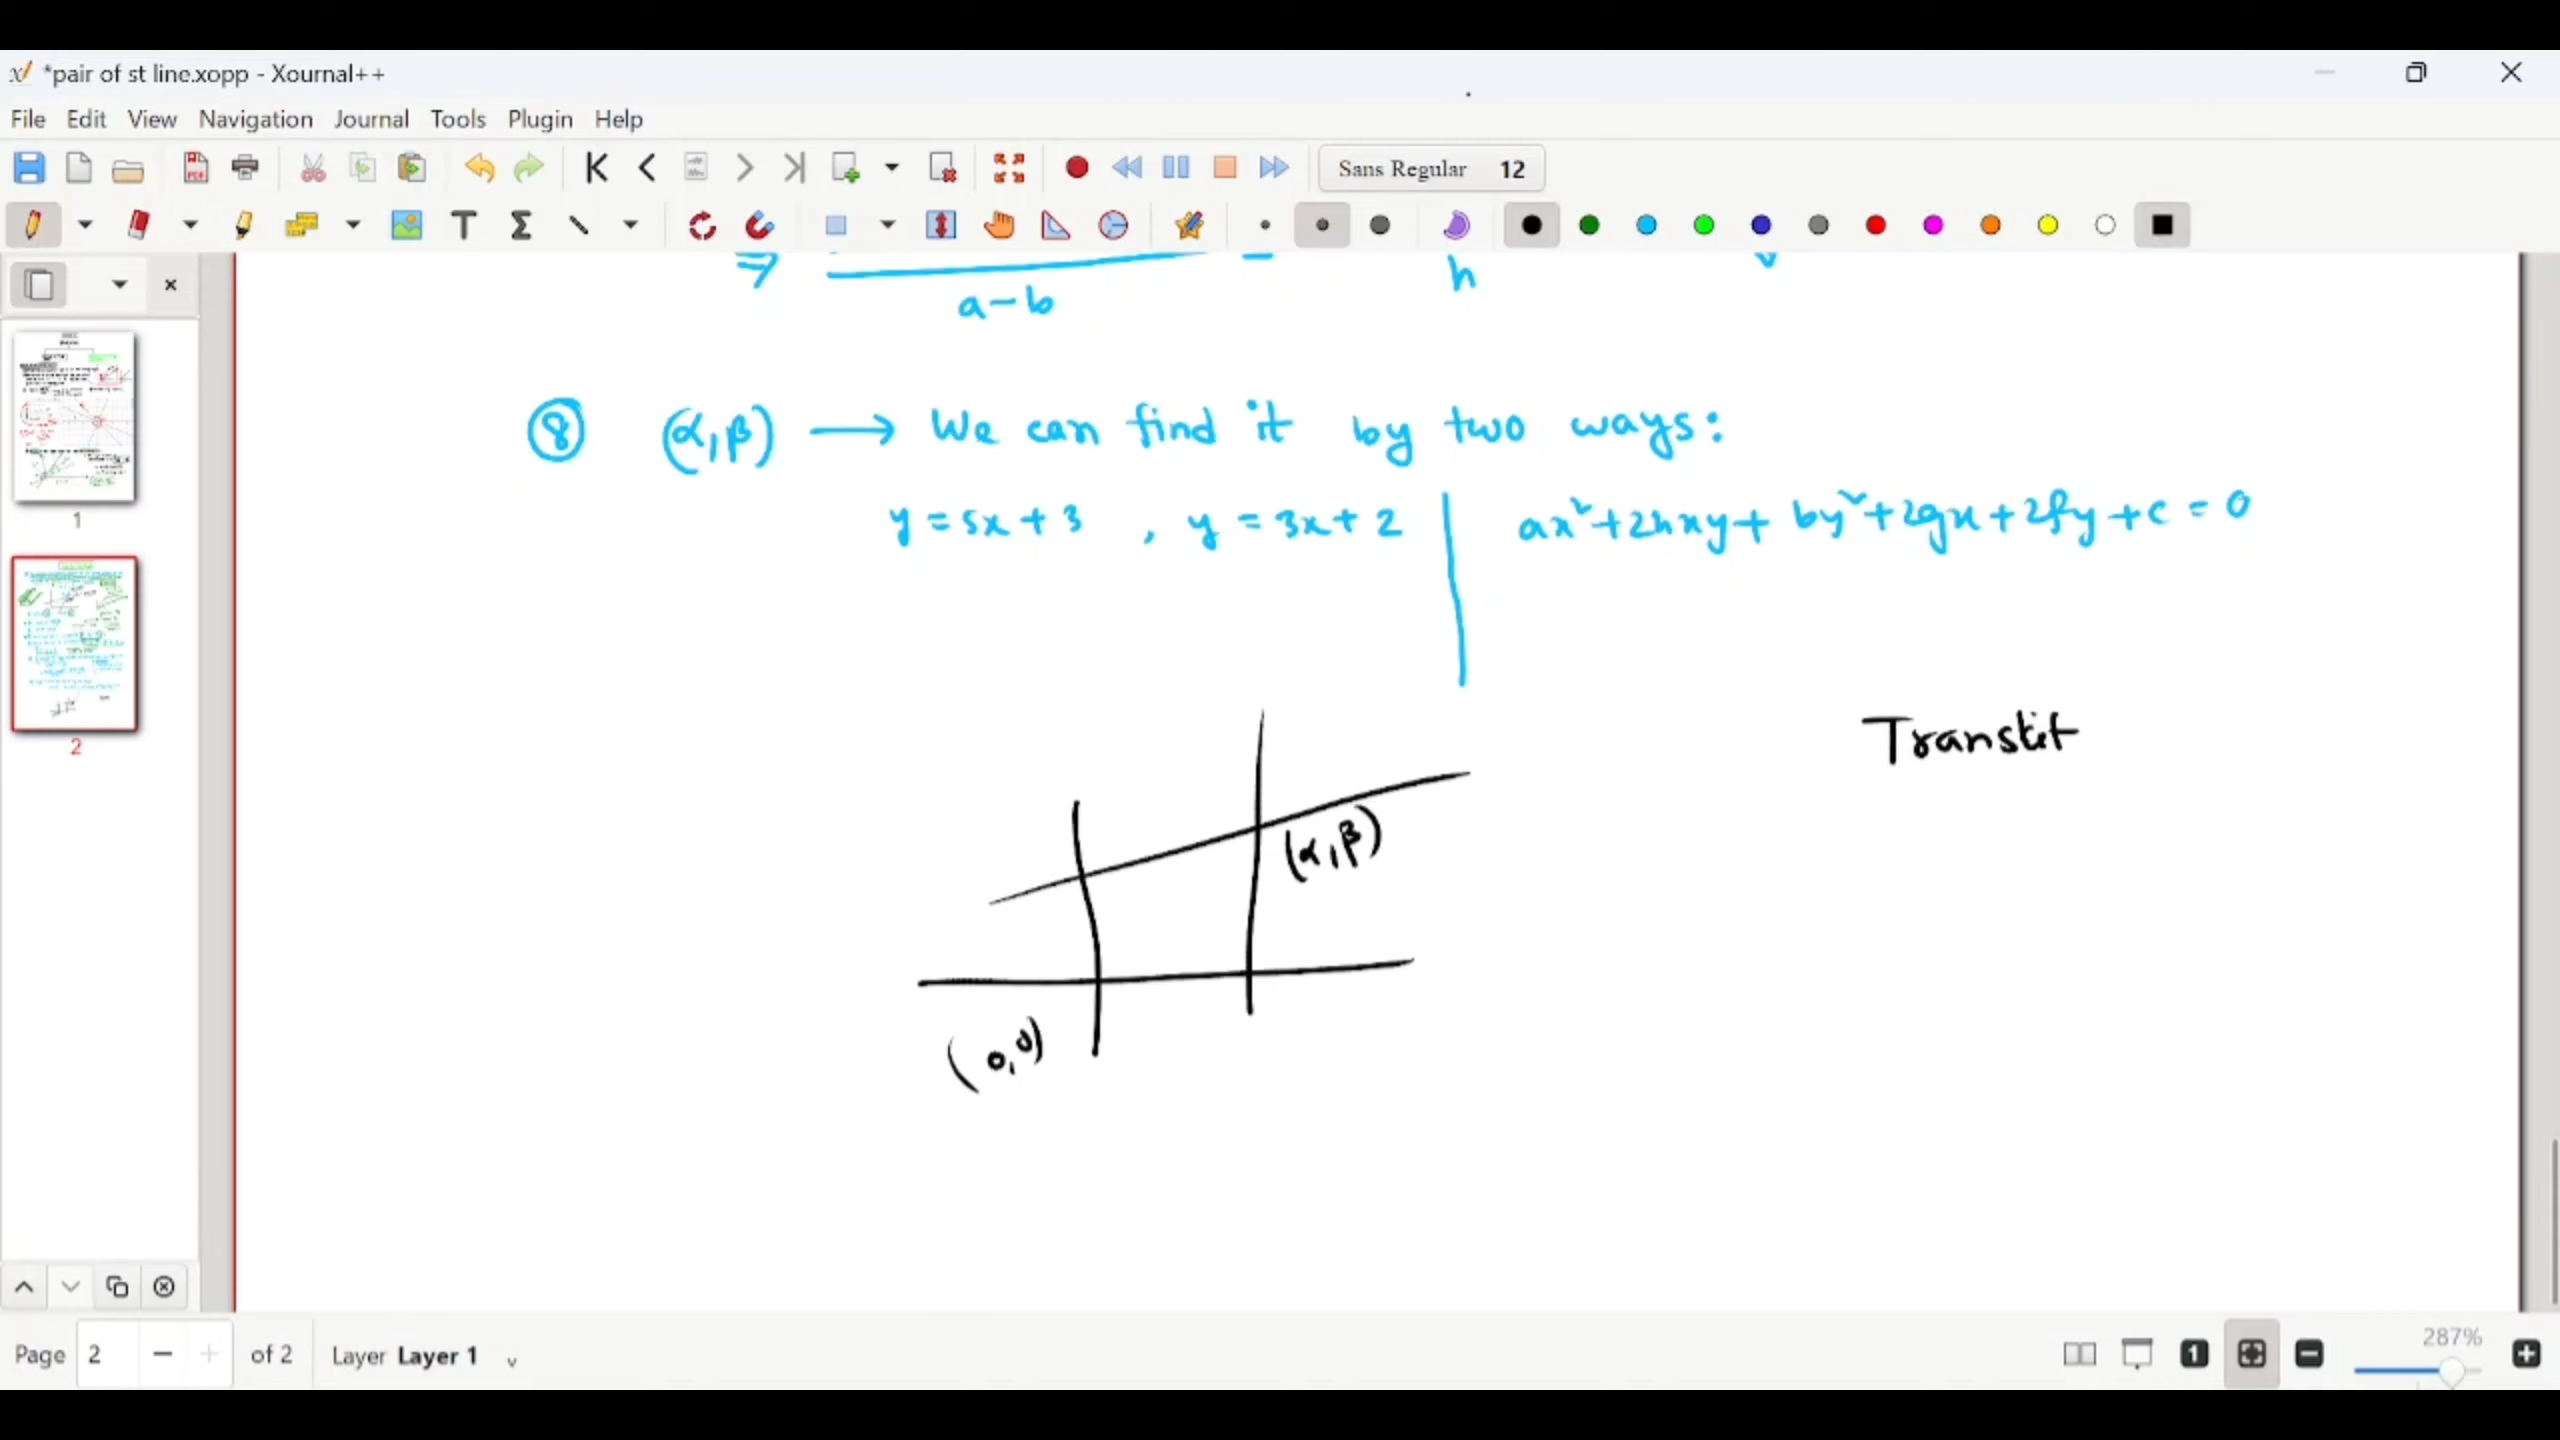 *pair of st line.xopp - Xournal++
File Edit View Navigation Journal Tools Plugin Help
Sans Regular 12
⇒ a-b h
⑧ (α,β) → We can find it by two ways:
y = 5x + 3 , y = 3x + 2 | ax²+2hxy+ by²+2gx+2fy+c = 0
Transtit
(α,β)
(0,0)
1
2
Page 2 of 2 Layer Layer 1
287%